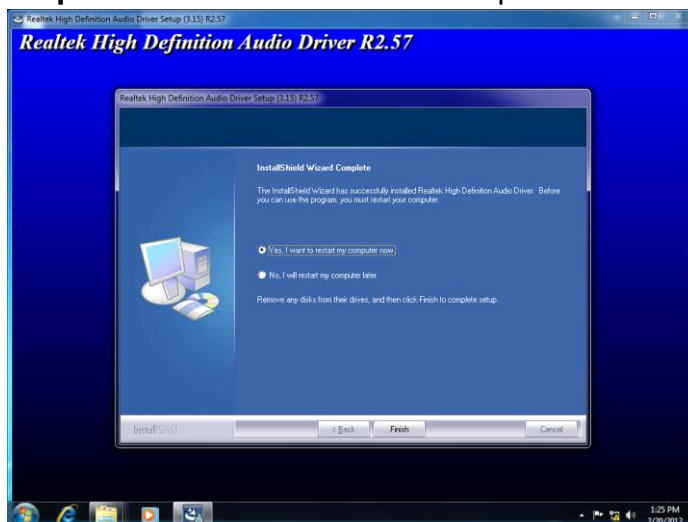 Realtek High Definition Audio Driver Setup (3.15) R2.57
Realtek High Definition Audio Driver R2.57
Realtek High Definition Audio Driver Setup (3.15) R2.57
InstallShield Wizard Complete
The InstallShield Wizard has successfully installed Realtek High Definition Audio Driver. Before
you can use the program, you must restart your computer.
Yes, I want to restart my computer now.
No, I will restart my computer later.
Remove any disks from their drives, and then click Finish to complete setup.
InstallShield
< Back
Finish
Cancel
1:25 PM
2/20/2012